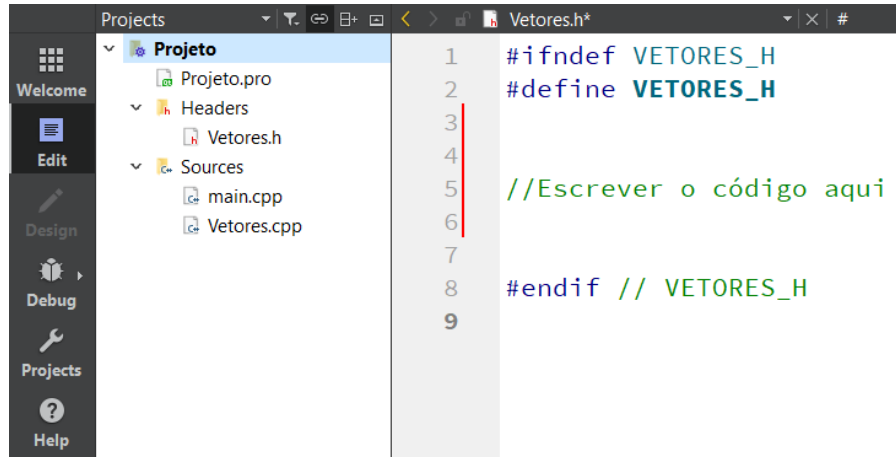 Projects
Vetores.h*
#
Welcome
Edit
Design
Debug
Projects
Help
Projeto
Projeto.pro
Headers
Vetores.h
Sources
main.cpp
Vetores.cpp
1 #ifndef VETORES_H
2 #define VETORES_H
3
4
5 //Escrever o código aqui
6
7
8 #endif // VETORES_H
9